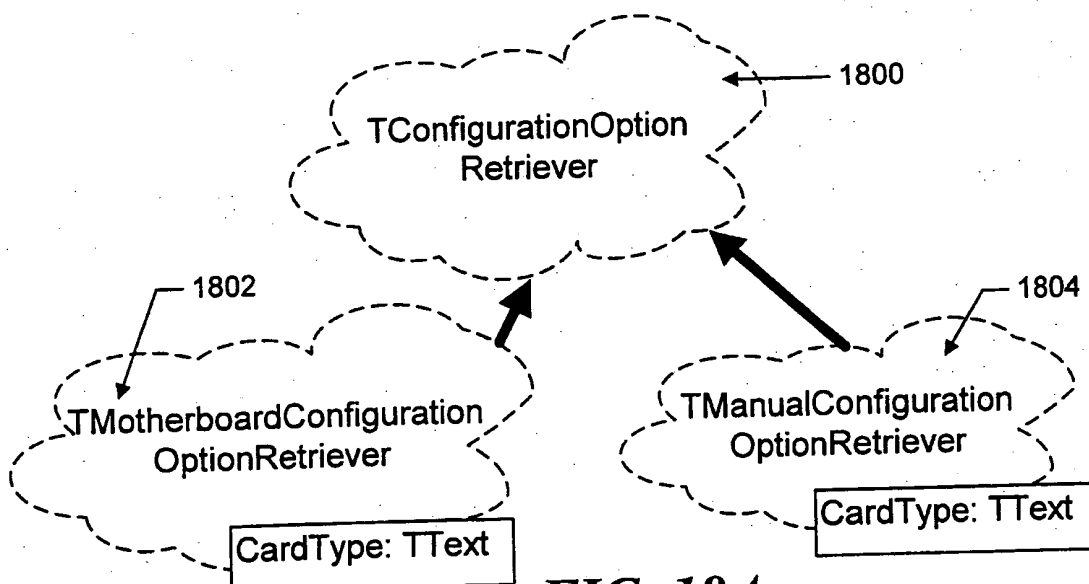 1800
TConfigurationOption
Retriever
1802
1804
TMotherboardConfiguration
OptionRetriever
TManualConfiguration
OptionRetriever
CardType: TText
CardType: TText